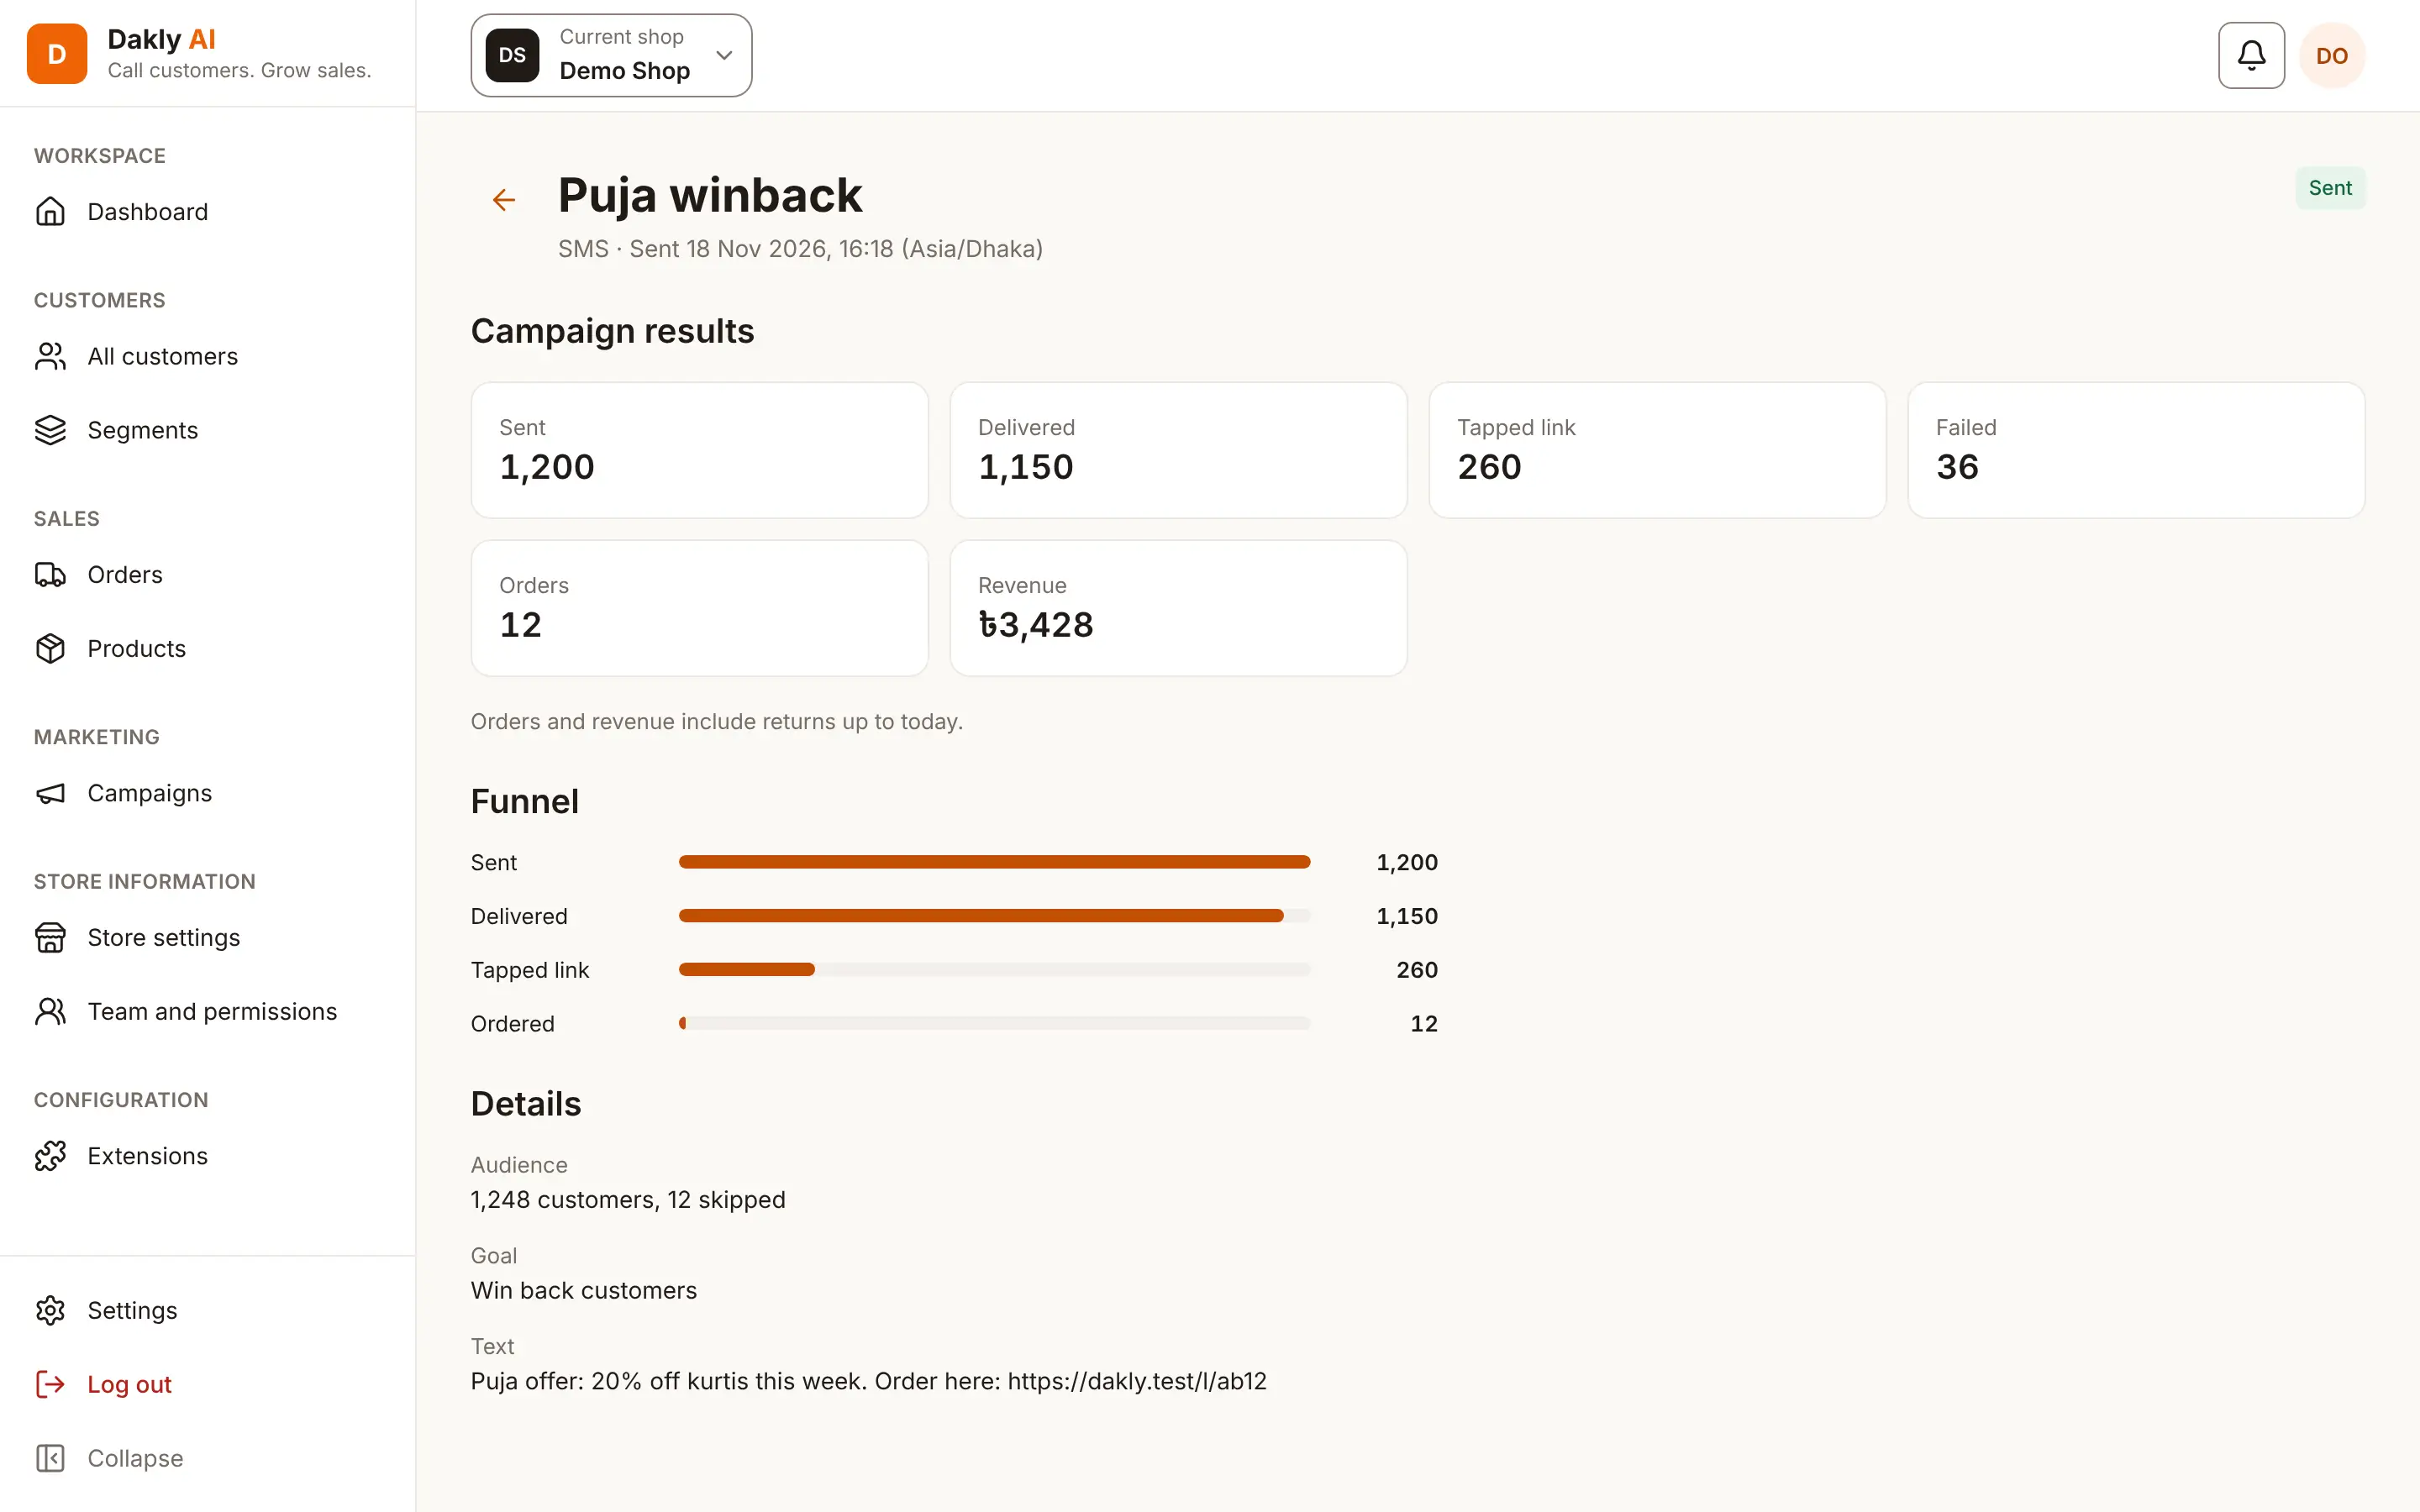 D
Dakly AI
Call customers. Grow sales.
WORKSPACE
Dashboard
CUSTOMERS
All customers
Segments
SALES
Orders
Products
MARKETING
Campaigns
STORE INFORMATION
Store settings
Team and permissions
CONFIGURATION
Extensions
Settings
Log out
Collapse
DS
Current shop
Demo Shop
DO
Puja winback
Sent
SMS · Sent 18 Nov 2026, 16:18 (Asia/Dhaka)
Campaign results
Sent
1,200
Delivered
1,150
Tapped link
260
Failed
36
Orders
12
Revenue
৳3,428
Orders and revenue include returns up to today.
Funnel
Sent 1,200
Delivered 1,150
Tapped link 260
Ordered 12
Details
Audience
1,248 customers, 12 skipped
Goal
Win back customers
Text
Puja offer: 20% off kurtis this week. Order here: https://dakly.test/l/ab12